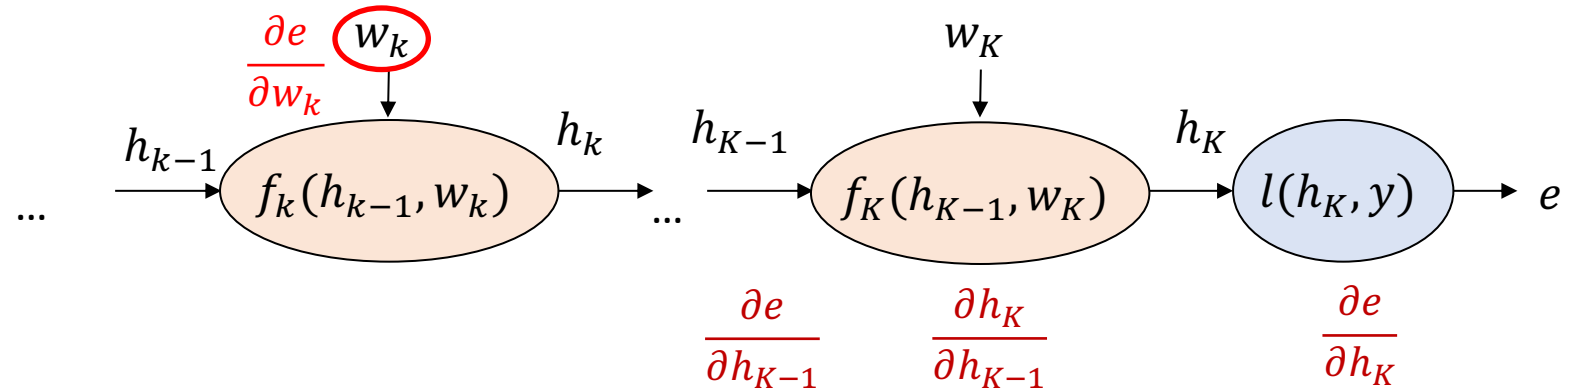 ∂e/∂w_k w_k w_K
h_{k−1} h_k h_{K−1} h_K
... f_k(h_{k−1}, w_k) ... f_K(h_{K−1}, w_K) l(h_K, y) e
∂e/∂h_{K−1} ∂h_K/∂h_{K−1} ∂e/∂h_K